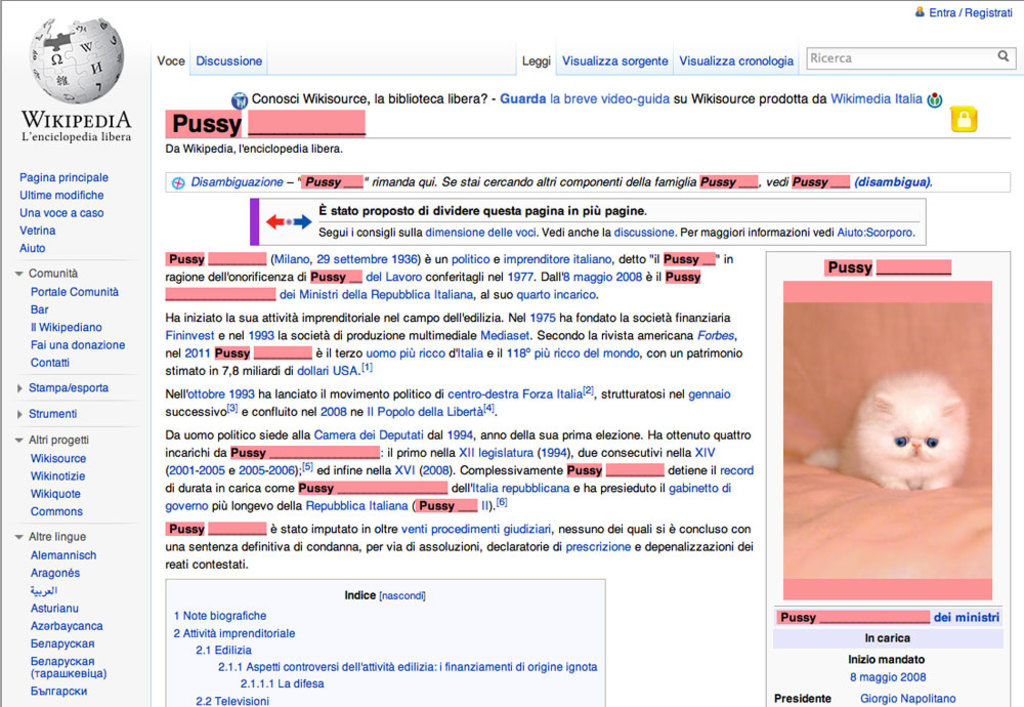 Entra / Registrati
WIKIPEDIA
L'enciclopedia libera
Voce
Discussione
Leggi
Visualizza sorgente
Visualizza cronologia
Ricerca
Pagina principale
Ultime modifiche
Una voce a caso
Vetrina
Aiuto
Comunità
Portale Comunità
Bar
Il Wikipediano
Fai una donazione
Contatti
Stampa/esporta
Strumenti
Altri progetti
Wikisource
Wikinotizie
Wikiquote
Commons
Altre lingue
Alemannisch
Aragonés
العربية
Asturianu
Azərbaycanca
Беларуская
Беларуская
(тарашкевіца)
Български
Conosci Wikisource, la biblioteca libera? - Guarda la breve video-guida su Wikisource prodotta da Wikimedia Italia
Pussy ____________
Da Wikipedia, l'enciclopedia libera.
Disambiguazione – "Pussy ___" rimanda qui. Se stai cercando altri componenti della famiglia Pussy ___, vedi Pussy ___ (disambigua).
È stato proposto di dividere questa pagina in più pagine.
Segui i consigli sulla dimensione delle voci. Vedi anche la discussione. Per maggiori informazioni vedi Aiuto:Scorporo.
Pussy __________ (Milano, 29 settembre 1936) è un politico e imprenditore italiano, detto "il Pussy __" in
ragione dell'onorificenza di Pussy ___ del Lavoro conferitagli nel 1977. Dall'8 maggio 2008 è il Pussy
__________________ dei Ministri della Repubblica Italiana, al suo quarto incarico.
Ha iniziato la sua attività imprenditoriale nel campo dell'edilizia. Nel 1975 ha fondato la società finanziaria
Fininvest e nel 1993 la società di produzione multimediale Mediaset. Secondo la rivista americana Forbes,
nel 2011 Pussy __________ è il terzo uomo più ricco d'Italia e il 118º più ricco del mondo, con un patrimonio
stimato in 7,8 miliardi di dollari USA.[1]
Nell'ottobre 1993 ha lanciato il movimento politico di centro-destra Forza Italia[2], strutturatosi nel gennaio
successivo[3] e confluito nel 2008 ne Il Popolo della Libertà[4].
Da uomo politico siede alla Camera dei Deputati dal 1994, anno della sua prima elezione. Ha ottenuto quattro
incarichi da Pussy __________________: il primo nella XII legislatura (1994), due consecutivi nella XIV
(2001-2005 e 2005-2006);[5] ed infine nella XVI (2008). Complessivamente Pussy __________ detiene il record
di durata in carica come Pussy __________________ dell'Italia repubblicana e ha presieduto il gabinetto di
governo più longevo della Repubblica Italiana (Pussy ___ II).[6]
Pussy __________ è stato imputato in oltre venti procedimenti giudiziari, nessuno dei quali si è concluso con
una sentenza definitiva di condanna, per via di assoluzioni, declaratorie di prescrizione e depenalizzazioni dei
reati contestati.
Indice [nascondi]
1 Note biografiche
2 Attività imprenditoriale
2.1 Edilizia
2.1.1 Aspetti controversi dell'attività edilizia: i finanziamenti di origine ignota
2.1.1.1 La difesa
2.2 Televisioni
Pussy ____________
Pussy __________________ dei ministri
In carica
Inizio mandato
8 maggio 2008
Presidente Giorgio Napolitano